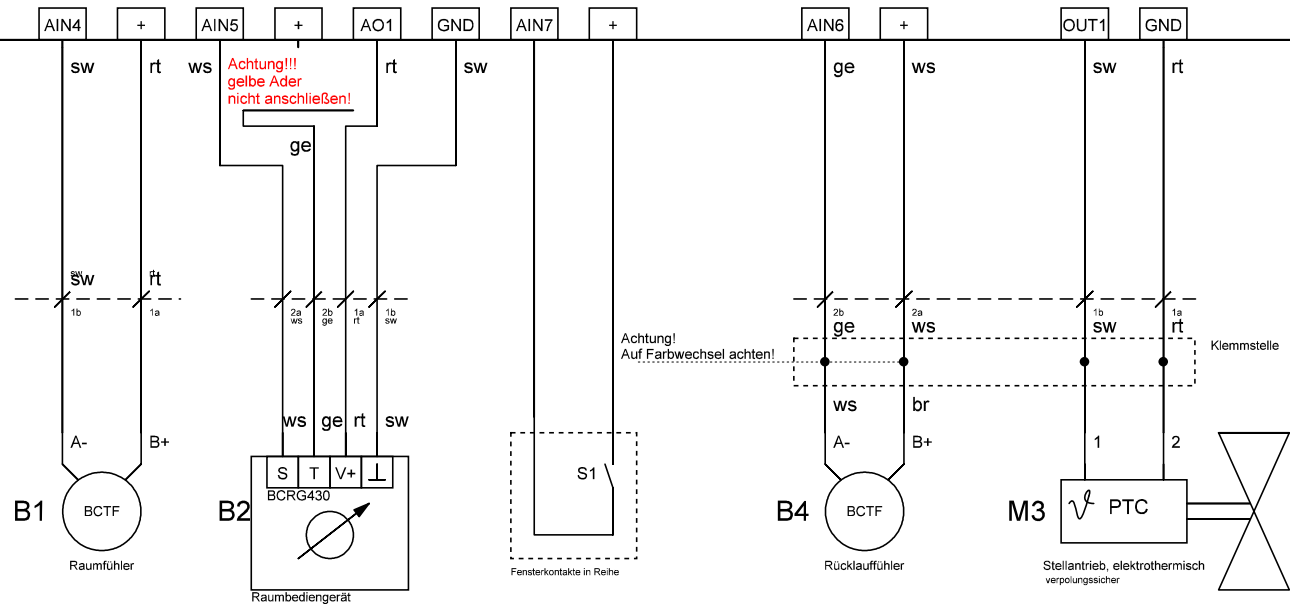 AIN4 + AIN5 + AO1 GND AIN7 + AIN6 + OUT1 GND
sw rt ws Achtung!!! rt sw ge ws sw rt
gelbe Ader
nicht anschließen!
ge
sw rt
sw rt
1b 1a 2a 2b 1a 1b 2b 2a 1b 1a
ws ge rt sw ge ws sw rt
Achtung!
Auf Farbwechsel achten!
Klemmstelle
ws ge rt sw ws br
A- B+ A- B+ 1 2
S T V+ S1
BCRG430
B1 BCTF B2 B4 BCTF M3 PTC
Raumfühler Fensterkontakte in Reihe Rücklauffühler Stellantrieb, elektrothermisch
verpolungssicher
Raumbediengerät